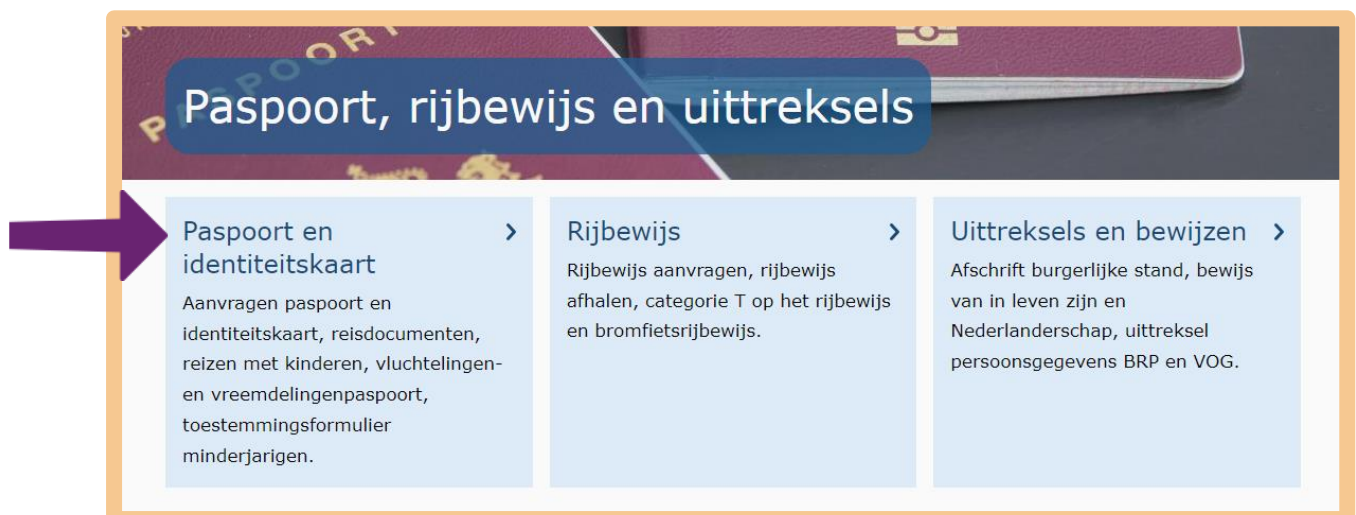 PASPOORT
Paspoort, rijbewijs en uittreksels
Paspoort en
identiteitskaart
Aanvragen paspoort en
identiteitskaart, reisdocumenten,
reizen met kinderen, vluchtelingen-
en vreemdelingenpaspoort,
toestemmingsformulier
minderjarigen.
Rijbewijs
Rijbewijs aanvragen, rijbewijs
afhalen, categorie T op het rijbewijs
en bromfietsrijbewijs.
Uittreksels en bewijzen
Afschrift burgerlijke stand, bewijs
van in leven zijn en
Nederlanderschap, uittreksel
persoonsgegevens BRP en VOG.